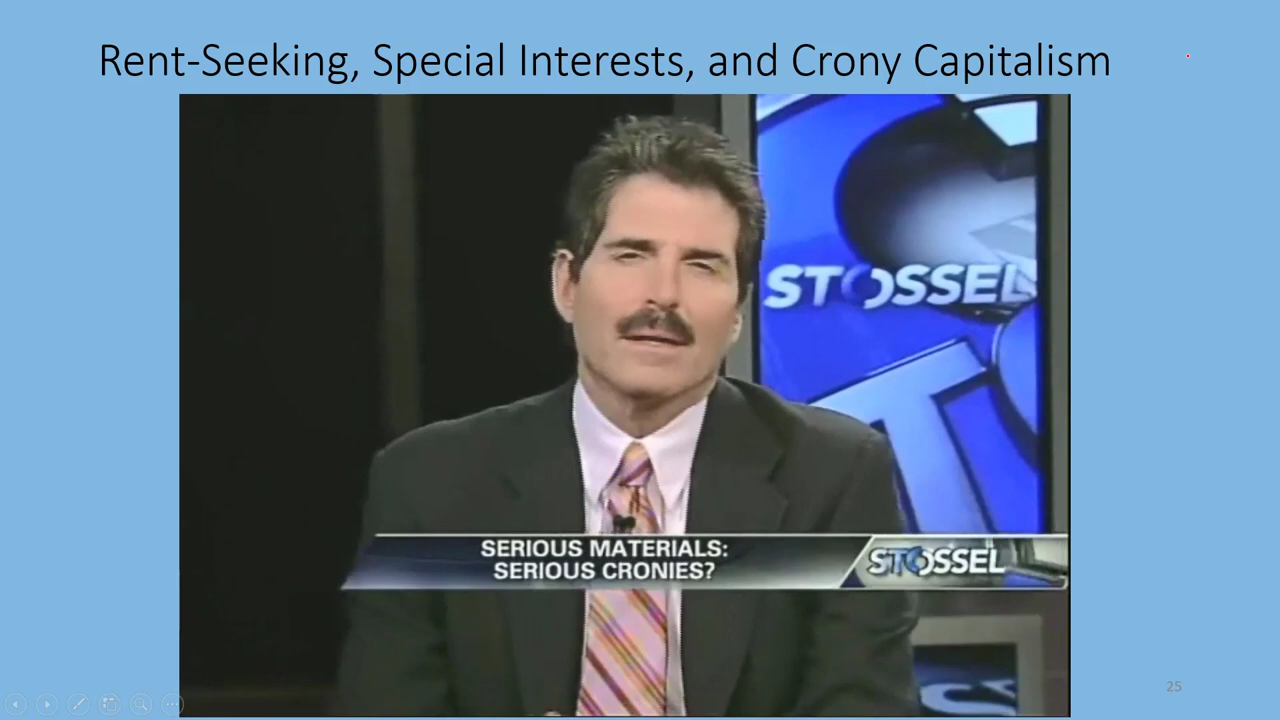 Rent-Seeking, Special Interests, and Crony Capitalism
STOSSEL
SERIOUS MATERIALS:
SERIOUS CRONIES?
STOSSEL
25